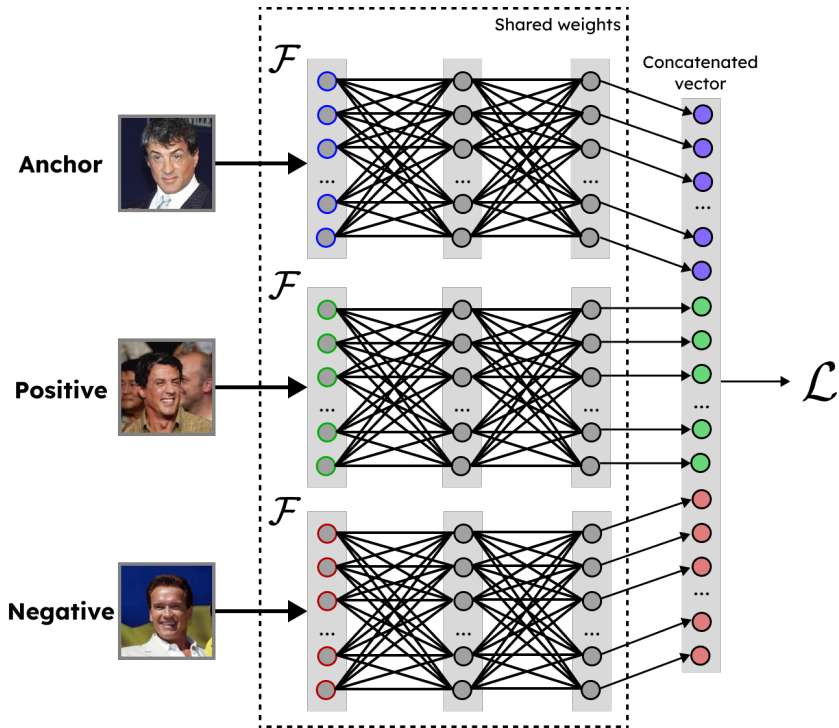 Shared weights
ℱ
Concatenated
vector
Anchor
...
...
...
...
ℱ
Positive
...
...
...
...
ℒ
ℱ
Negative
...
...
...
...